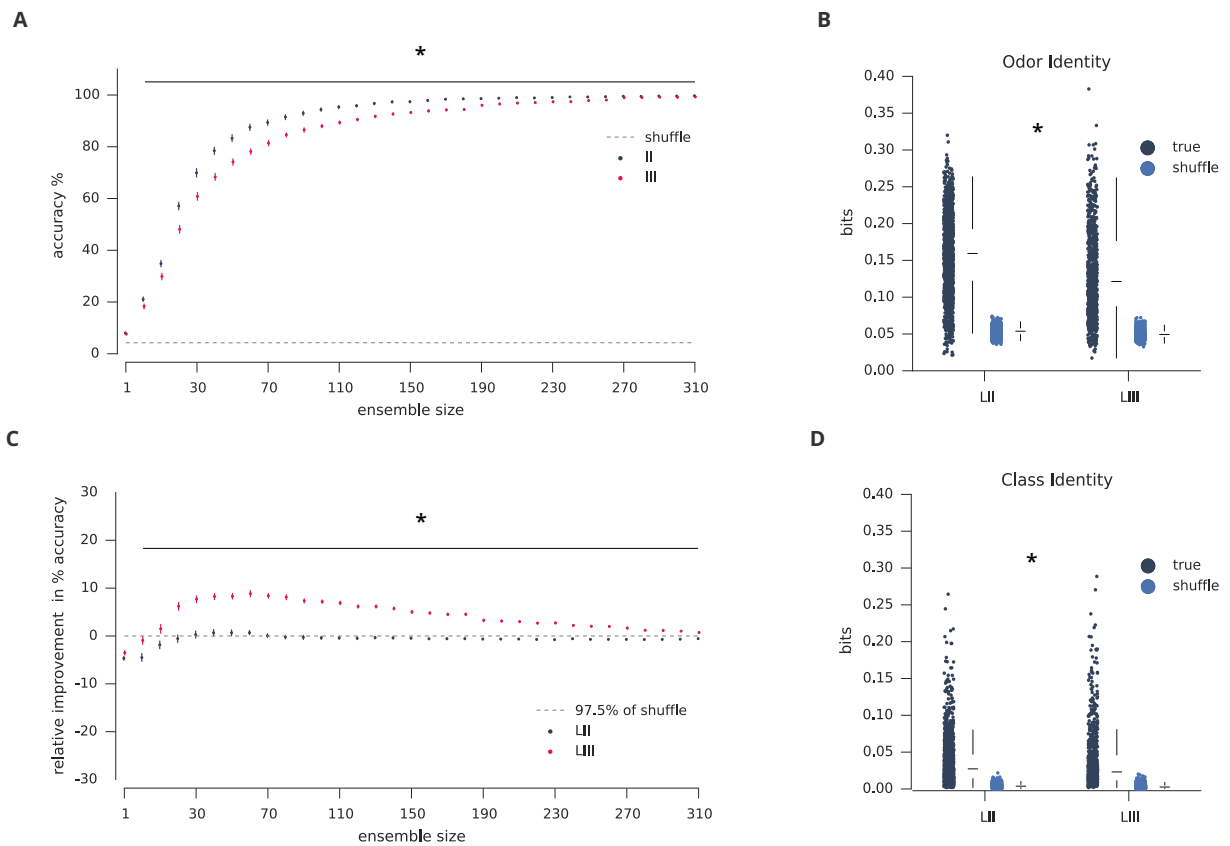 A
*
accuracy %
100
80
60
40
20
0
shuffle
II
III
1 30 70 110 150 190 230 270 310
ensemble size
B
Odor Identity
*
true
shuffle
bits
0.40
0.35
0.30
0.25
0.20
0.15
0.10
0.05
0.00
LII LIII
C
*
relative improvement in % accuracy
30
20
10
0
-10
-20
-30
97.5% of shuffle
LII
LIII
1 30 70 110 150 190 230 270 310
ensemble size
D
Class Identity
*
true
shuffle
bits
0.40
0.35
0.30
0.25
0.20
0.15
0.10
0.05
0.00
LII LIII